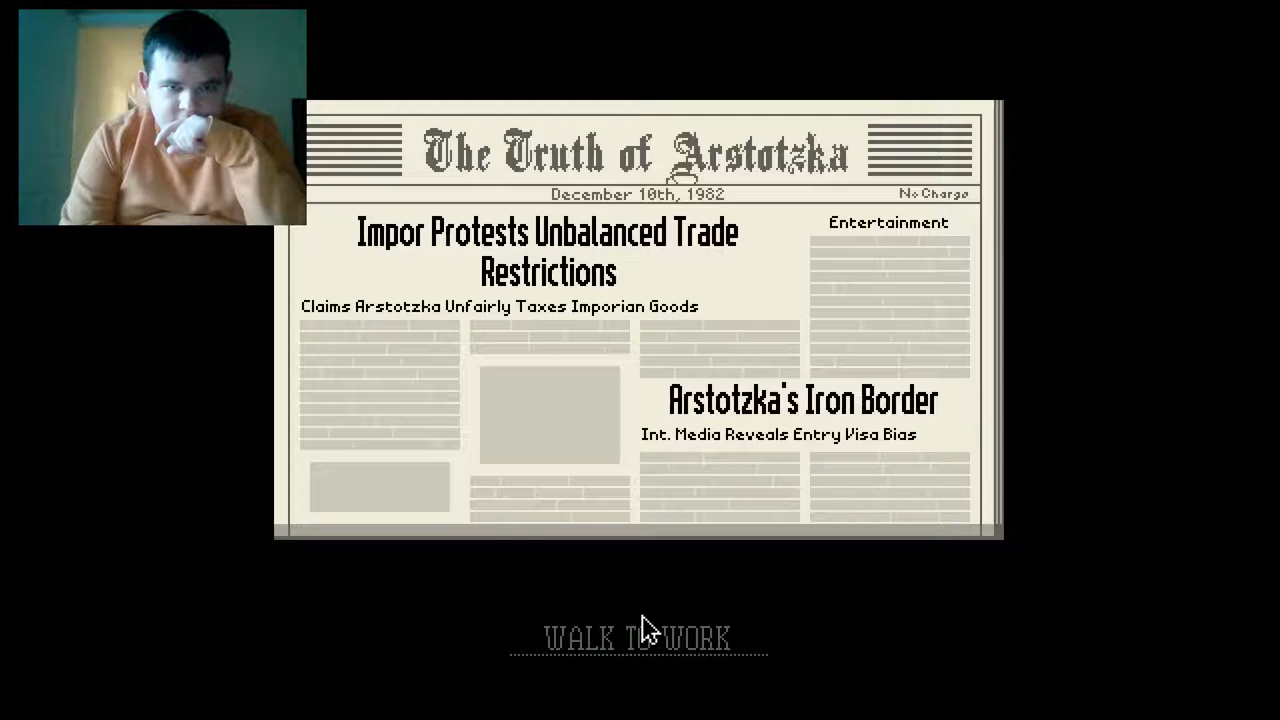 The Truth of Arstotzka
December 10th, 1982
No Charge
Impor Protests Unbalanced Trade
Restrictions
Claims Arstotzka Unfairly Taxes Imporian Goods
Entertainment
Arstotzka's Iron Border
Int. Media Reveals Entry Visa Bias
WALK TO WORK